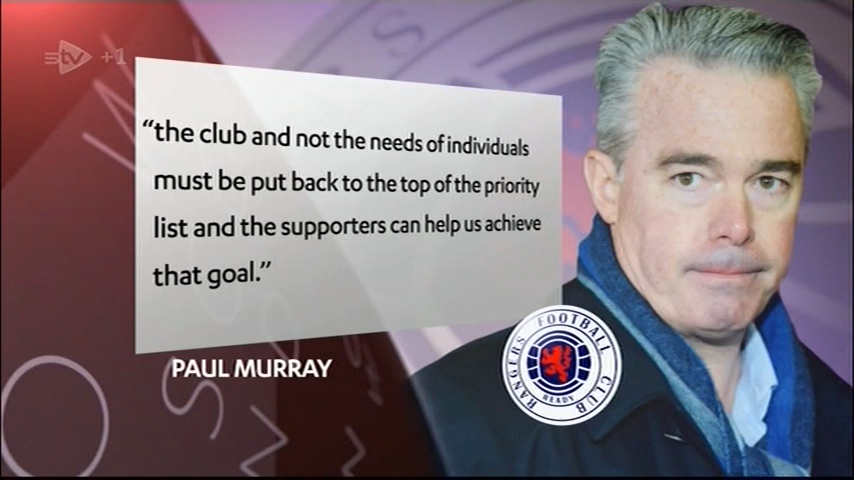 stv +1
“the club and not the needs of individuals
must be put back to the top of the priority
list and the supporters can help us achieve
that goal.”
PAUL MURRAY
RANGERS FOOTBALL CLUB
READY